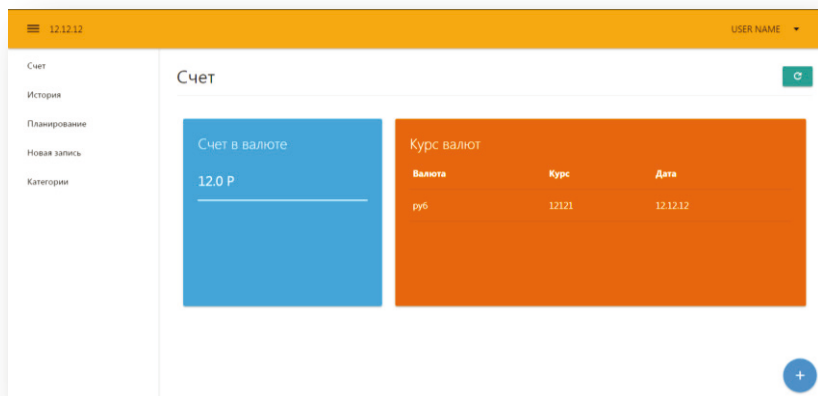 12.12.12 USER NAME
Счет
История
Планирование
Новая запись
Категории
Счет
Счет в валюте
12.0 Р
Курс валют
Валюта Курс Дата
руб 12121 12.12.12